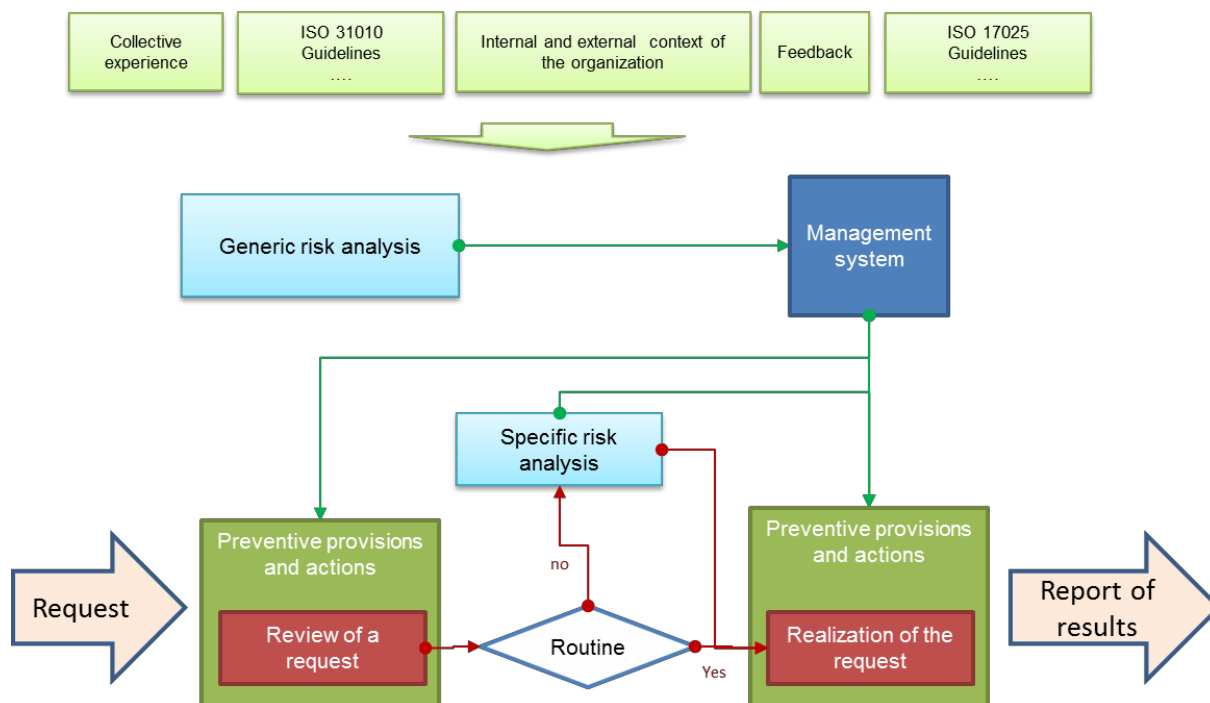 Collective
experience
ISO 31010
Guidelines
....
Internal and external context of
the organization
Feedback
ISO 17025
Guidelines
....
Generic risk analysis
Management
system
Specific risk
analysis
Preventive provisions
and actions
Preventive provisions
and actions
no
Request
Review of a
request
Routine
Yes
Realization of the
request
Report of
results